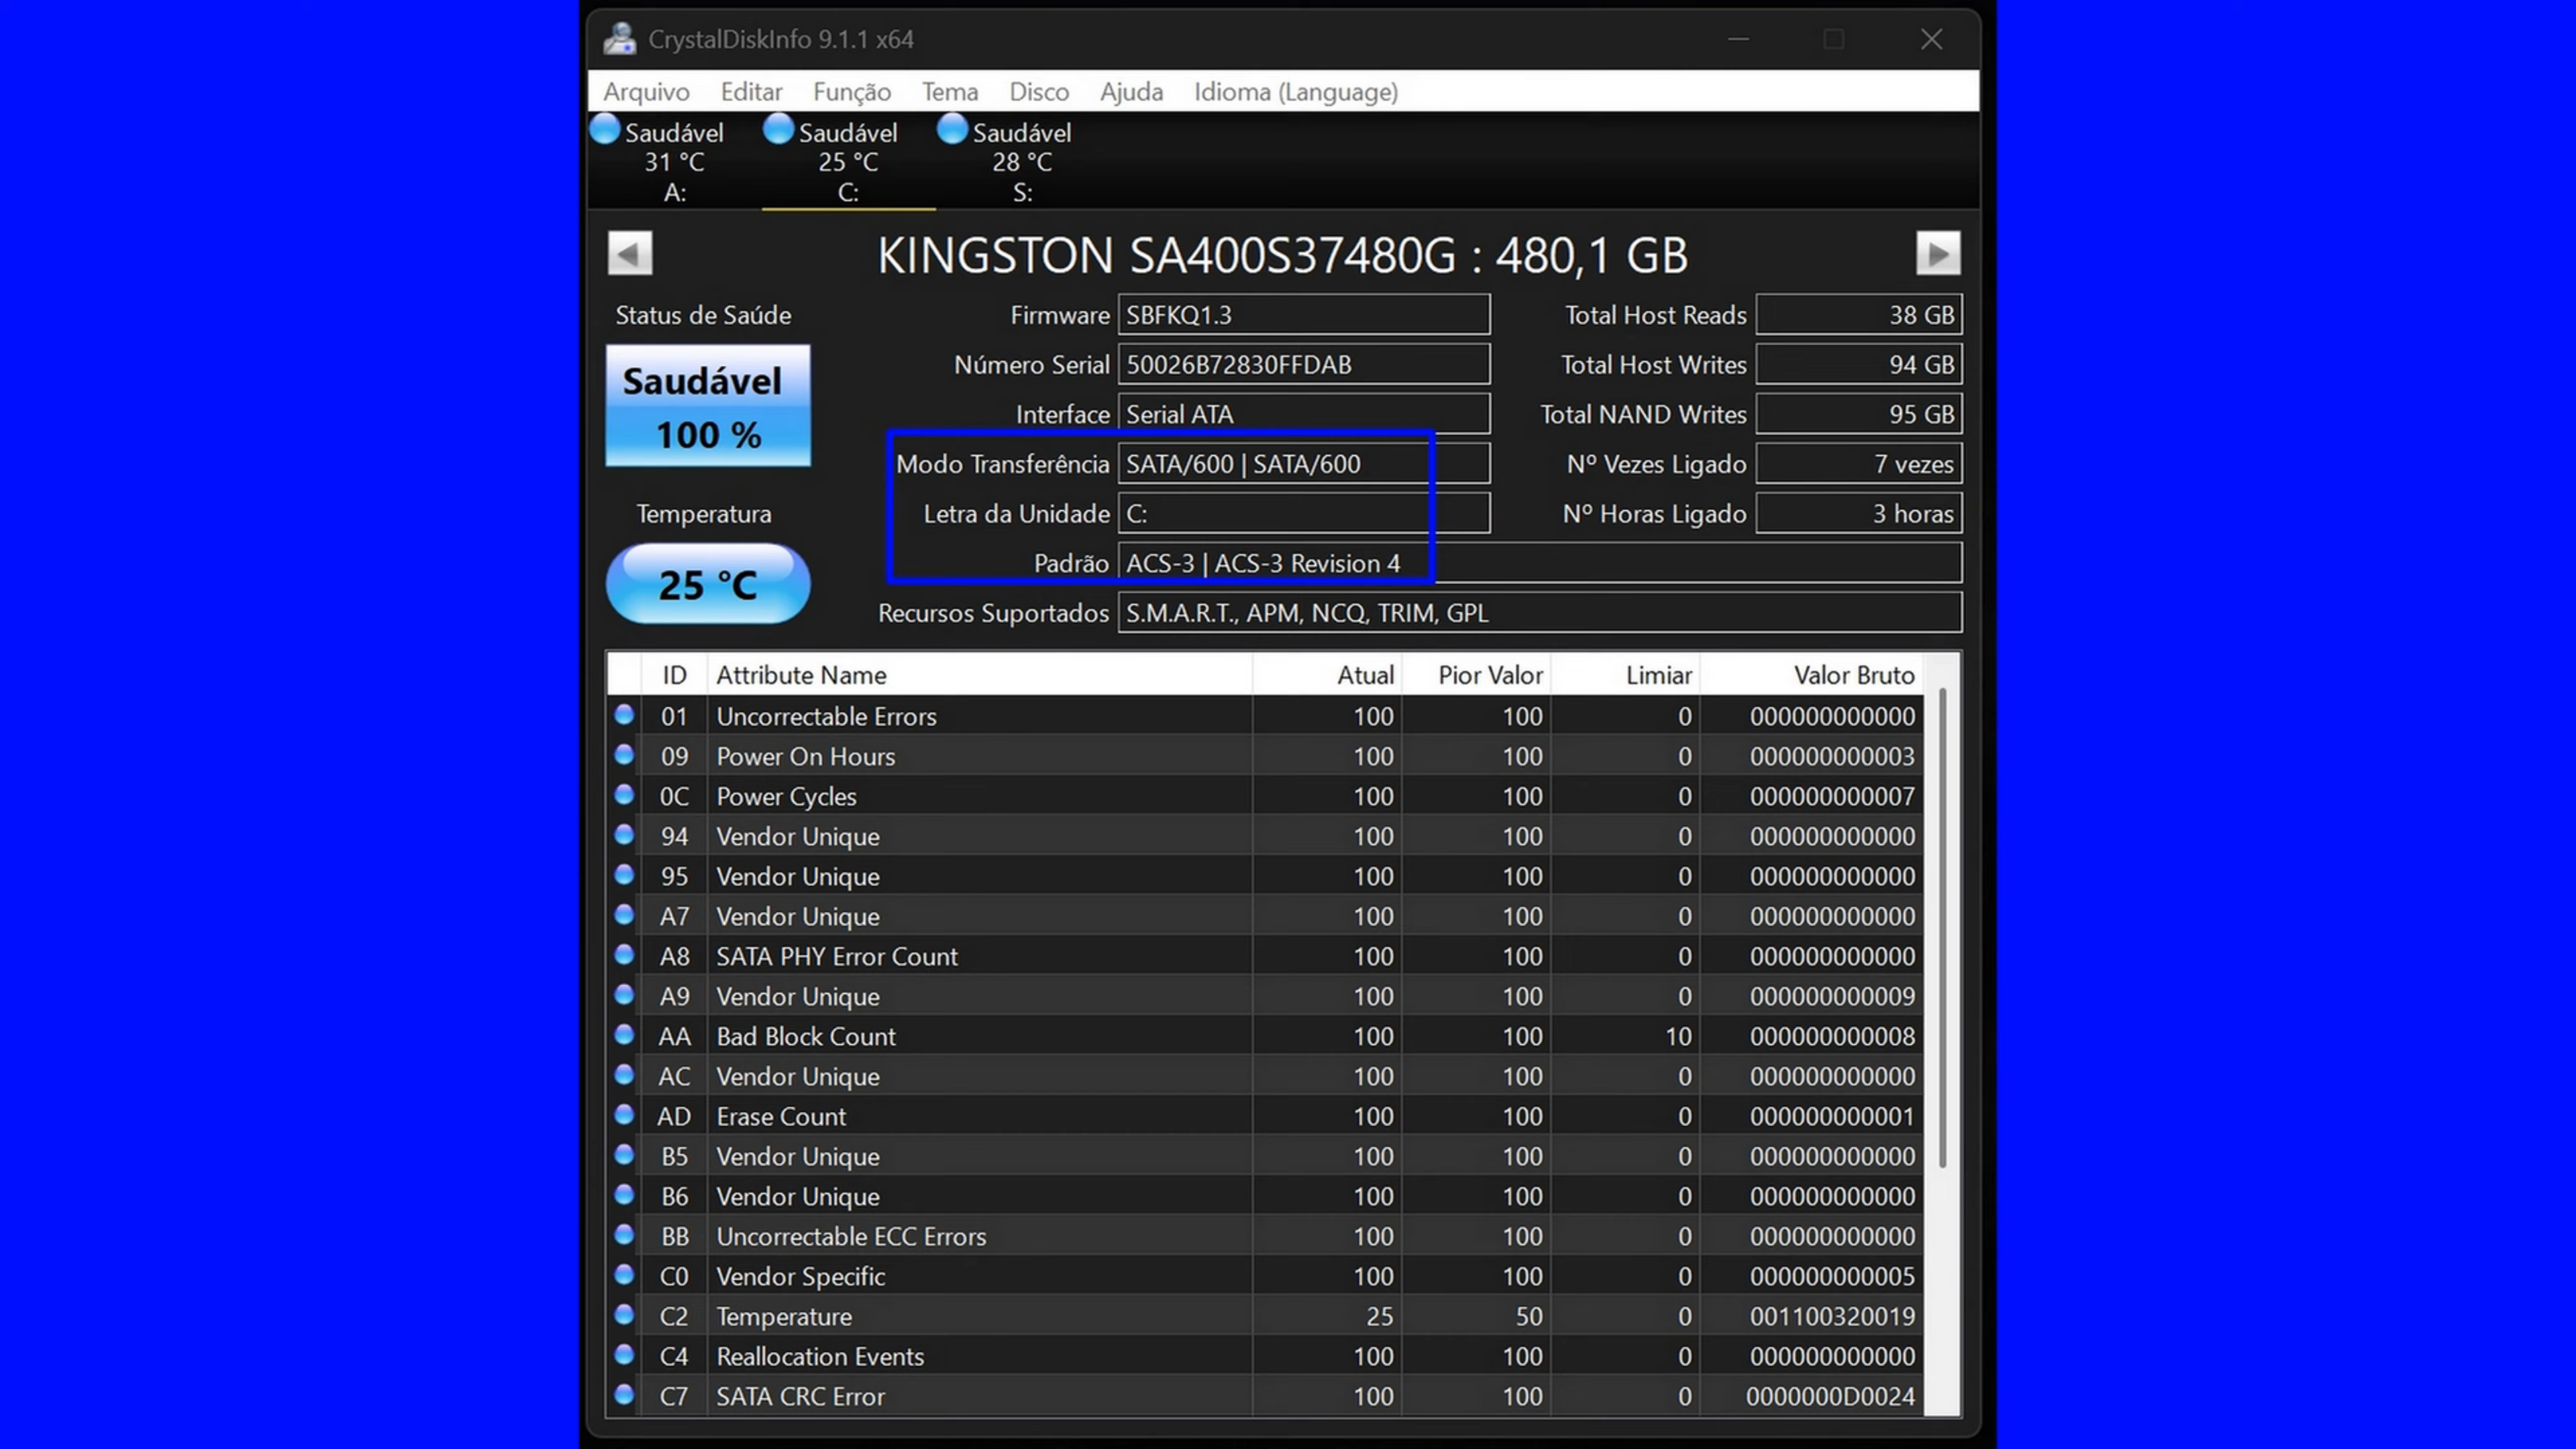 CrystalDiskInfo 9.1.1 x64
Arquivo Editar Função Tema Disco Ajuda Idioma (Language)
Saudável Saudável Saudável
31 °C 25 °C 28 °C
A: C: S:
KINGSTON SA400S37480G : 480,1 GB
Status de Saúde Firmware SBFKQ1.3 Total Host Reads 38 GB
Saudável Número Serial 50026B72830FFDAB Total Host Writes 94 GB
100 % Interface Serial ATA Total NAND Writes 95 GB
Modo Transferência SATA/600 | SATA/600 Nº Vezes Ligado 7 vezes
Temperatura Letra da Unidade C: Nº Horas Ligado 3 horas
25 °C Padrão ACS-3 | ACS-3 Revision 4
Recursos Suportados S.M.A.R.T., APM, NCQ, TRIM, GPL
ID Attribute Name Atual Pior Valor Limiar Valor Bruto
01 Uncorrectable Errors 100 100 0 000000000000
09 Power On Hours 100 100 0 000000000003
0C Power Cycles 100 100 0 000000000007
94 Vendor Unique 100 100 0 000000000000
95 Vendor Unique 100 100 0 000000000000
A7 Vendor Unique 100 100 0 000000000000
A8 SATA PHY Error Count 100 100 0 000000000000
A9 Vendor Unique 100 100 0 000000000009
AA Bad Block Count 100 100 10 000000000008
AC Vendor Unique 100 100 0 000000000000
AD Erase Count 100 100 0 000000000001
B5 Vendor Unique 100 100 0 000000000000
B6 Vendor Unique 100 100 0 000000000000
BB Uncorrectable ECC Errors 100 100 0 000000000000
C0 Vendor Specific 100 100 0 000000000005
C2 Temperature 25 50 0 001100320019
C4 Reallocation Events 100 100 0 000000000000
C7 SATA CRC Error 100 100 0 0000000D0024